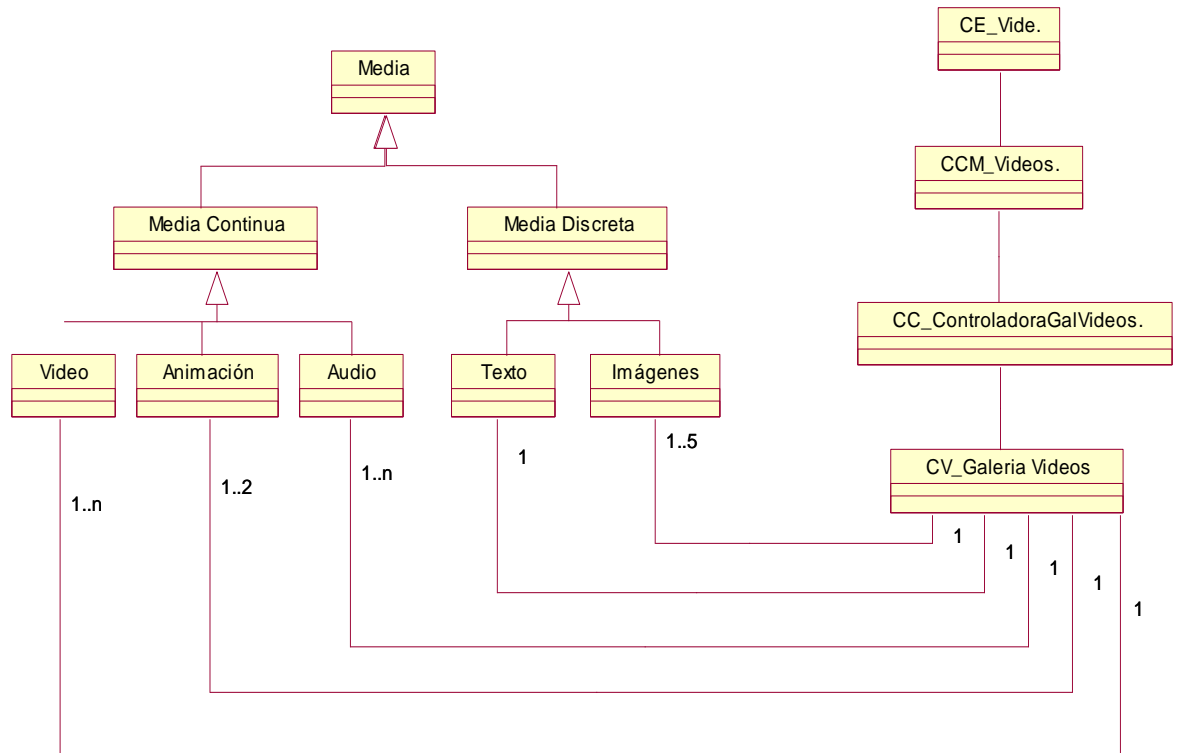 CE_Vide.
Media
CCM_Videos.
Media Continua
Media Discreta
CC_ControladoraGalVideos.
Video
Animación
Audio
Texto
Imágenes
CV_Galeria Videos
1..n
1..2
1..n
1
1..5
1
1
1
1
1